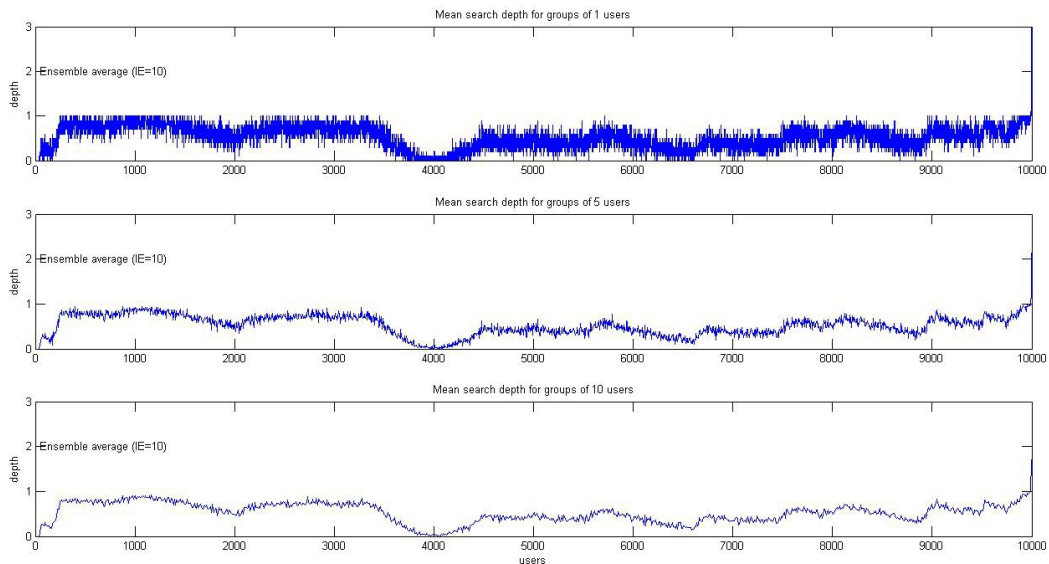 Mean search depth for groups of 1 users
3
2
1
0
depth
Ensemble average (IE=10)
0 1000 2000 3000 4000 5000 6000 7000 8000 9000 10000
Mean search depth for groups of 5 users
3
2
1
0
depth
Ensemble average (IE=10)
0 1000 2000 3000 4000 5000 6000 7000 8000 9000 10000
Mean search depth for groups of 10 users
3
2
1
0
depth
Ensemble average (IE=10)
0 1000 2000 3000 4000 5000 6000 7000 8000 9000 10000
users